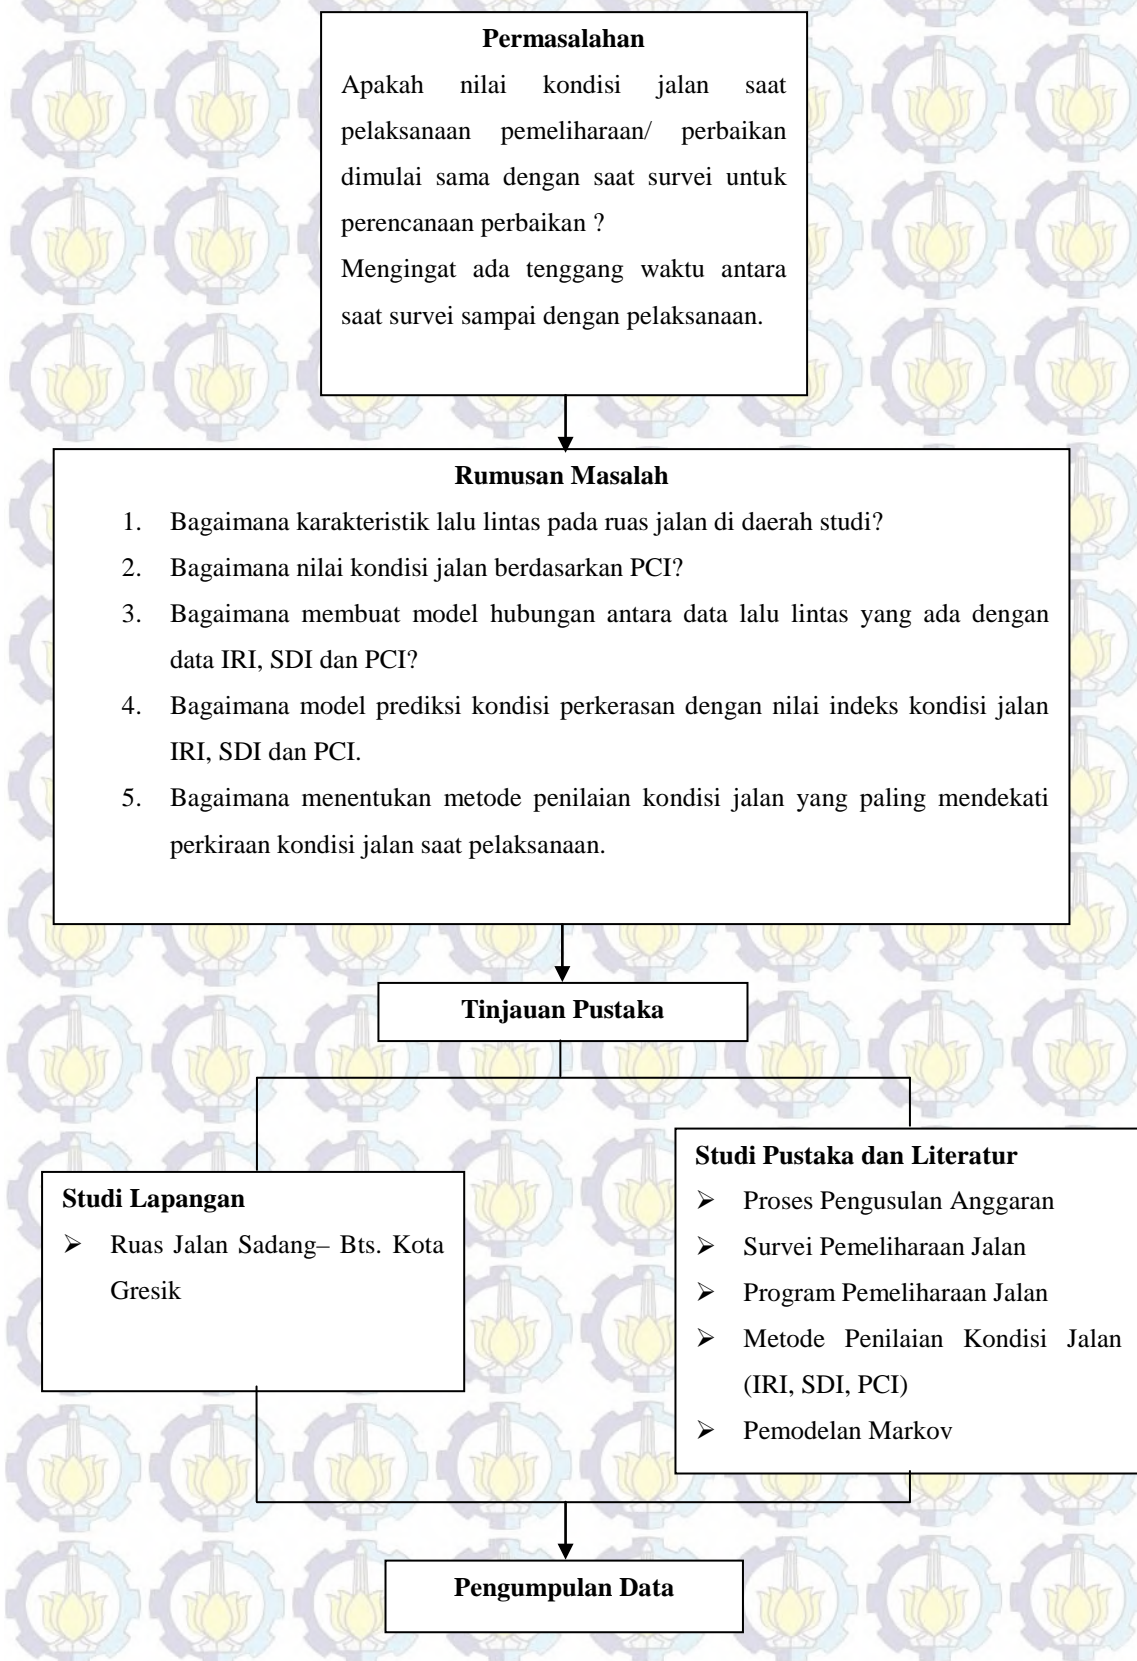 Permasalahan
Apakah nilai kondisi jalan saat
pelaksanaan pemeliharaan/ perbaikan
dimulai sama dengan saat survei untuk
perencanaan perbaikan ?
Mengingat ada tenggang waktu antara
saat survei sampai dengan pelaksanaan.
Rumusan Masalah
1. Bagaimana karakteristik lalu lintas pada ruas jalan di daerah studi?
2. Bagaimana nilai kondisi jalan berdasarkan PCI?
3. Bagaimana membuat model hubungan antara data lalu lintas yang ada dengan
data IRI, SDI dan PCI?
4. Bagaimana model prediksi kondisi perkerasan dengan nilai indeks kondisi jalan
IRI, SDI dan PCI.
5. Bagaimana menentukan metode penilaian kondisi jalan yang paling mendekati
perkiraan kondisi jalan saat pelaksanaan.
Tinjauan Pustaka
Studi Lapangan
➢ Ruas Jalan Sadang– Bts. Kota
Gresik
Studi Pustaka dan Literatur
➢ Proses Pengusulan Anggaran
➢ Survei Pemeliharaan Jalan
➢ Program Pemeliharaan Jalan
➢ Metode Penilaian Kondisi Jalan
(IRI, SDI, PCI)
➢ Pemodelan Markov
Pengumpulan Data